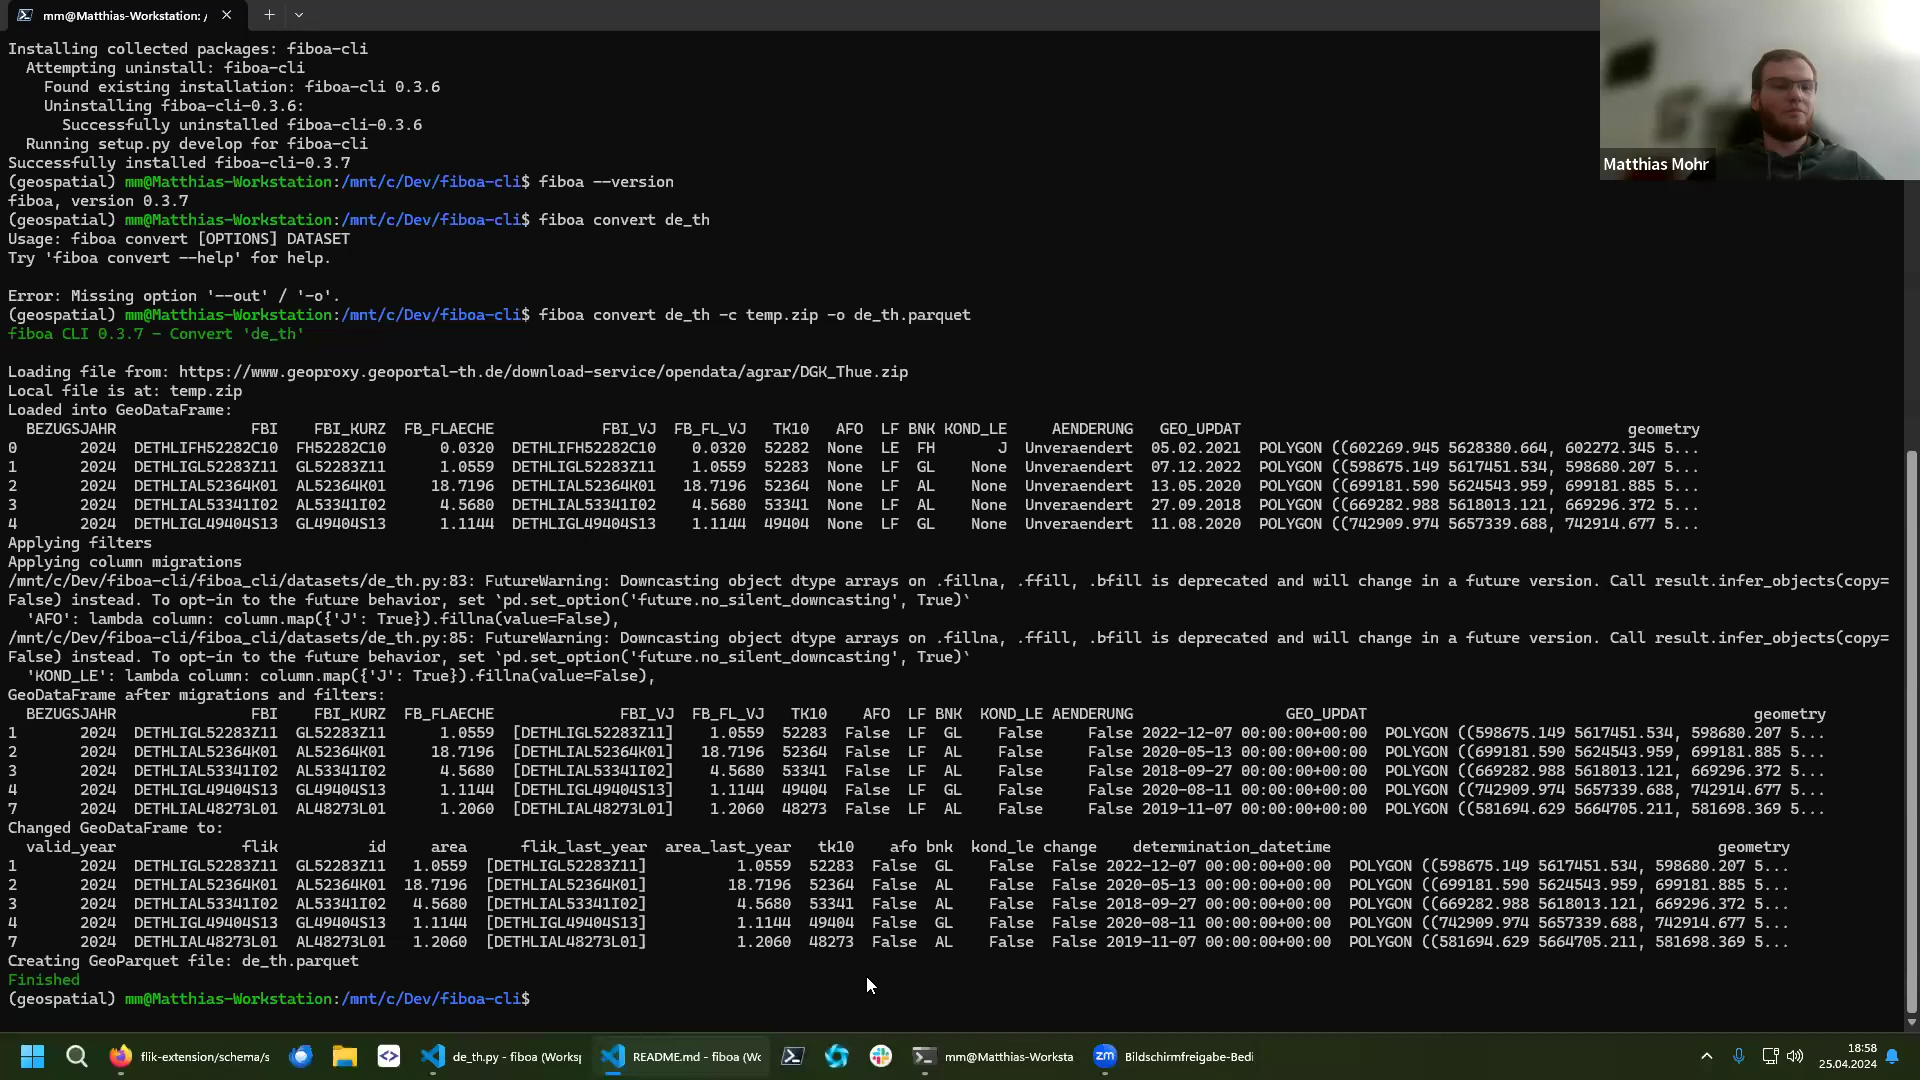 mm@Matthias-Workstation: /
Installing collected packages: fiboa-cli
Attempting uninstall: fiboa-cli
Found existing installation: fiboa-cli 0.3.6
Uninstalling fiboa-cli-0.3.6:
Successfully uninstalled fiboa-cli-0.3.6
Running setup.py develop for fiboa-cli
Successfully installed fiboa-cli-0.3.7
(geospatial) mm@Matthias-Workstation:/mnt/c/Dev/fiboa-cli$ fiboa --version
fiboa, version 0.3.7
(geospatial) mm@Matthias-Workstation:/mnt/c/Dev/fiboa-cli$ fiboa convert de_th
Usage: fiboa convert [OPTIONS] DATASET
Try 'fiboa convert --help' for help.
Error: Missing option '--out' / '-o'.
(geospatial) mm@Matthias-Workstation:/mnt/c/Dev/fiboa-cli$ fiboa convert de_th -c temp.zip -o de_th.parquet
fiboa CLI 0.3.7 - Convert 'de_th'
Loading file from: https://www.geoproxy.geoportal-th.de/download-service/opendata/agrar/DGK_Thue.zip
Local file is at: temp.zip
Loaded into GeoDataFrame:
BEZUGSJAHR FBI FBI_KURZ FB_FLAECHE FBI_VJ FB_FL_VJ TK10 AFO LF BNK KOND_LE AENDERUNG GEO_UPDAT geometry
0 2024 DETHLIFH52282C10 FH52282C10 0.0320 DETHLIFH52282C10 0.0320 52282 None LE FH J Unveraendert 05.02.2021 POLYGON ((602269.945 5628380.664, 602272.345 5...
1 2024 DETHLIGL52283Z11 GL52283Z11 1.0559 DETHLIGL52283Z11 1.0559 52283 None LF GL None Unveraendert 07.12.2022 POLYGON ((598675.149 5617451.534, 598680.207 5...
2 2024 DETHLIAL52364K01 AL52364K01 18.7196 DETHLIAL52364K01 18.7196 52364 None LF AL None Unveraendert 13.05.2020 POLYGON ((699181.590 5624543.959, 699181.885 5...
3 2024 DETHLIAL53341I02 AL53341I02 4.5680 DETHLIAL53341I02 4.5680 53341 None LF AL None Unveraendert 27.09.2018 POLYGON ((669282.988 5618013.121, 669296.372 5...
4 2024 DETHLIGL49404S13 GL49404S13 1.1144 DETHLIGL49404S13 1.1144 49404 None LF GL None Unveraendert 11.08.2020 POLYGON ((742909.974 5657339.688, 742914.677 5...
Applying filters
Applying column migrations
/mnt/c/Dev/fiboa-cli/fiboa_cli/datasets/de_th.py:83: FutureWarning: Downcasting object dtype arrays on .fillna, .ffill, .bfill is deprecated and will change in a future version. Call result.infer_objects(copy=
False) instead. To opt-in to the future behavior, set `pd.set_option('future.no_silent_downcasting', True)`
'AFO': lambda column: column.map({'J': True}).fillna(value=False),
/mnt/c/Dev/fiboa-cli/fiboa_cli/datasets/de_th.py:85: FutureWarning: Downcasting object dtype arrays on .fillna, .ffill, .bfill is deprecated and will change in a future version. Call result.infer_objects(copy=
False) instead. To opt-in to the future behavior, set `pd.set_option('future.no_silent_downcasting', True)`
'KOND_LE': lambda column: column.map({'J': True}).fillna(value=False),
GeoDataFrame after migrations and filters:
BEZUGSJAHR FBI FBI_KURZ FB_FLAECHE FBI_VJ FB_FL_VJ TK10 AFO LF BNK KOND_LE AENDERUNG GEO_UPDAT geometry
1 2024 DETHLIGL52283Z11 GL52283Z11 1.0559 [DETHLIGL52283Z11] 1.0559 52283 False LF GL False False 2022-12-07 00:00:00+00:00 POLYGON ((598675.149 5617451.534, 598680.207 5...
2 2024 DETHLIAL52364K01 AL52364K01 18.7196 [DETHLIAL52364K01] 18.7196 52364 False LF AL False False 2020-05-13 00:00:00+00:00 POLYGON ((699181.590 5624543.959, 699181.885 5...
3 2024 DETHLIAL53341I02 AL53341I02 4.5680 [DETHLIAL53341I02] 4.5680 53341 False LF AL False False 2018-09-27 00:00:00+00:00 POLYGON ((669282.988 5618013.121, 669296.372 5...
4 2024 DETHLIGL49404S13 GL49404S13 1.1144 [DETHLIGL49404S13] 1.1144 49404 False LF GL False False 2020-08-11 00:00:00+00:00 POLYGON ((742909.974 5657339.688, 742914.677 5...
7 2024 DETHLIAL48273L01 AL48273L01 1.2060 [DETHLIAL48273L01] 1.2060 48273 False LF AL False False 2019-11-07 00:00:00+00:00 POLYGON ((581694.629 5664705.211, 581698.369 5...
Changed GeoDataFrame to:
valid_year flik id area flik_last_year area_last_year tk10 afo bnk kond_le change determination_datetime geometry
1 2024 DETHLIGL52283Z11 GL52283Z11 1.0559 [DETHLIGL52283Z11] 1.0559 52283 False GL False False 2022-12-07 00:00:00+00:00 POLYGON ((598675.149 5617451.534, 598680.207 5...
2 2024 DETHLIAL52364K01 AL52364K01 18.7196 [DETHLIAL52364K01] 18.7196 52364 False AL False False 2020-05-13 00:00:00+00:00 POLYGON ((699181.590 5624543.959, 699181.885 5...
3 2024 DETHLIAL53341I02 AL53341I02 4.5680 [DETHLIAL53341I02] 4.5680 53341 False AL False False 2018-09-27 00:00:00+00:00 POLYGON ((669282.988 5618013.121, 669296.372 5...
4 2024 DETHLIGL49404S13 GL49404S13 1.1144 [DETHLIGL49404S13] 1.1144 49404 False GL False False 2020-08-11 00:00:00+00:00 POLYGON ((742909.974 5657339.688, 742914.677 5...
7 2024 DETHLIAL48273L01 AL48273L01 1.2060 [DETHLIAL48273L01] 1.2060 48273 False AL False False 2019-11-07 00:00:00+00:00 POLYGON ((581694.629 5664705.211, 581698.369 5...
Creating GeoParquet file: de_th.parquet
Finished
(geospatial) mm@Matthias-Workstation:/mnt/c/Dev/fiboa-cli$
Matthias Mohr
flik-extension/schema/s
de_th.py - fiboa (Worksp
README.md - fiboa (Wo
mm@Matthias-Worksta
zm
Bildschirmfreigabe-Bedi
18:58
25.04.2024